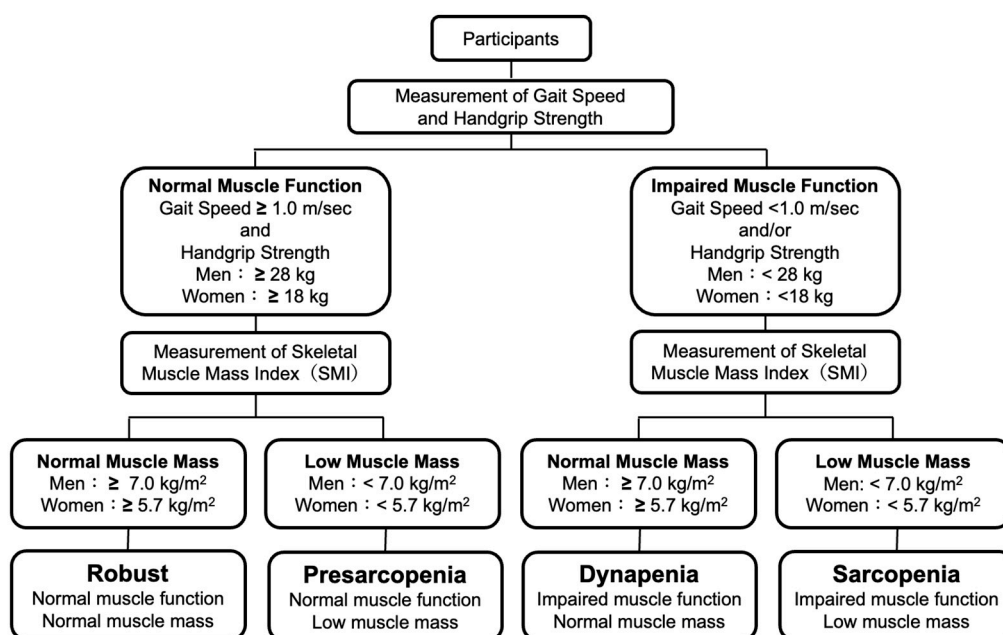 Participants
Measurement of Gait Speed
and Handgrip Strength
Normal Muscle Function
Gait Speed ≥ 1.0 m/sec
and
Handgrip Strength
Men：≥ 28 kg
Women：≥ 18 kg
Impaired Muscle Function
Gait Speed <1.0 m/sec
and/or
Handgrip Strength
Men：< 28 kg
Women：<18 kg
Measurement of Skeletal
Muscle Mass Index（SMI）
Measurement of Skeletal
Muscle Mass Index（SMI）
Normal Muscle Mass
Men：≥ 7.0 kg/m²
Women：≥ 5.7 kg/m²
Low Muscle Mass
Men：< 7.0 kg/m²
Women：< 5.7 kg/m²
Normal Muscle Mass
Men：≥ 7.0 kg/m²
Women：≥ 5.7 kg/m²
Low Muscle Mass
Men: < 7.0 kg/m²
Women：< 5.7 kg/m²
Robust
Normal muscle function
Normal muscle mass
Presarcopenia
Normal muscle function
Low muscle mass
Dynapenia
Impaired muscle function
Normal muscle mass
Sarcopenia
Impaired muscle function
Low muscle mass